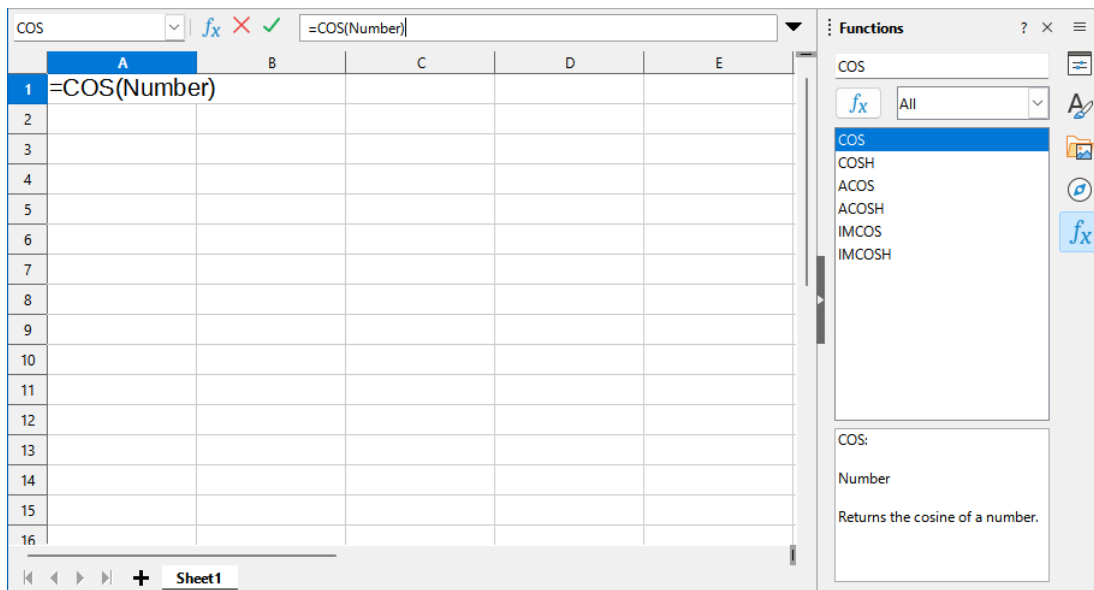 COS
fx
=COS(Number)
Functions
?
A
B
C
D
E
1
=COS(Number)
2
3
4
5
6
7
8
9
10
11
12
13
14
15
16
Sheet1
COS
fx
All
COS
COSH
ACOS
ACOSH
IMCOS
IMCOSH
COS:
Number
Returns the cosine of a number.
fx